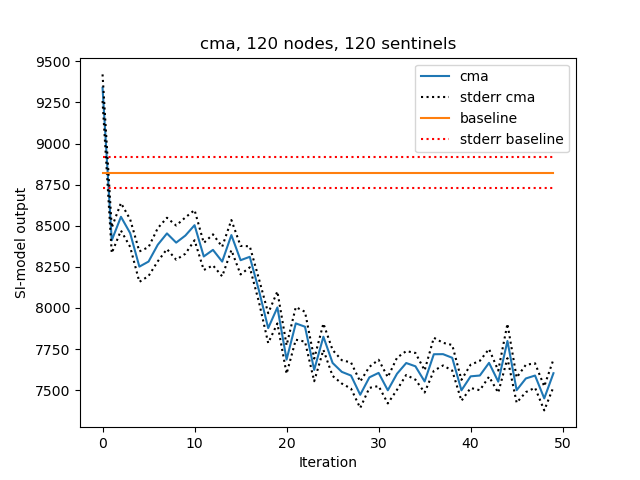 cma, 120 nodes, 120 sentinels
9500
9250
9000
8750
8500
8250
8000
7750
7500
SI-model output
cma
stderr cma
baseline
stderr baseline
0
10
20
30
40
50
Iteration